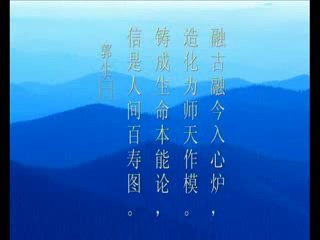 融古融今入心炉，
造化为师天作模。
铸成生命本能论，
信是人间百寿图。
郭生白